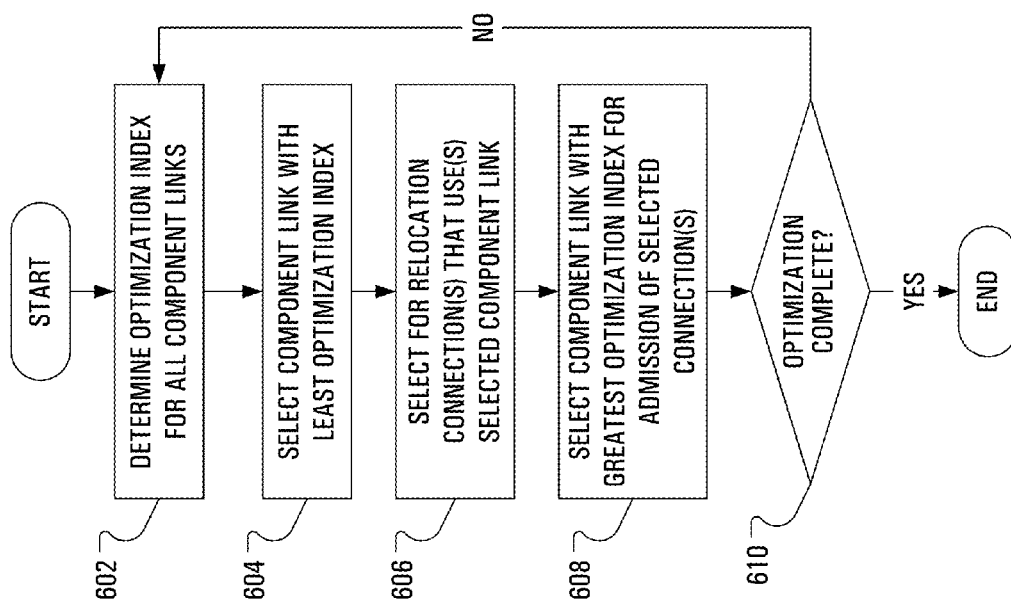 START
602
DETERMINE OPTIMIZATION INDEX
FOR ALL COMPONENT LINKS
604
SELECT COMPONENT LINK WITH
LEAST OPTIMIZATION INDEX
606
SELECT FOR RELOCATION
CONNECTION(S) THAT USE(S)
SELECTED COMPONENT LINK
608
SELECT COMPONENT LINK WITH
GREATEST OPTIMIZATION INDEX FOR
ADMISSION OF SELECTED
CONNECTION(S)
610
OPTIMIZATION
COMPLETE?
NO
YES
END